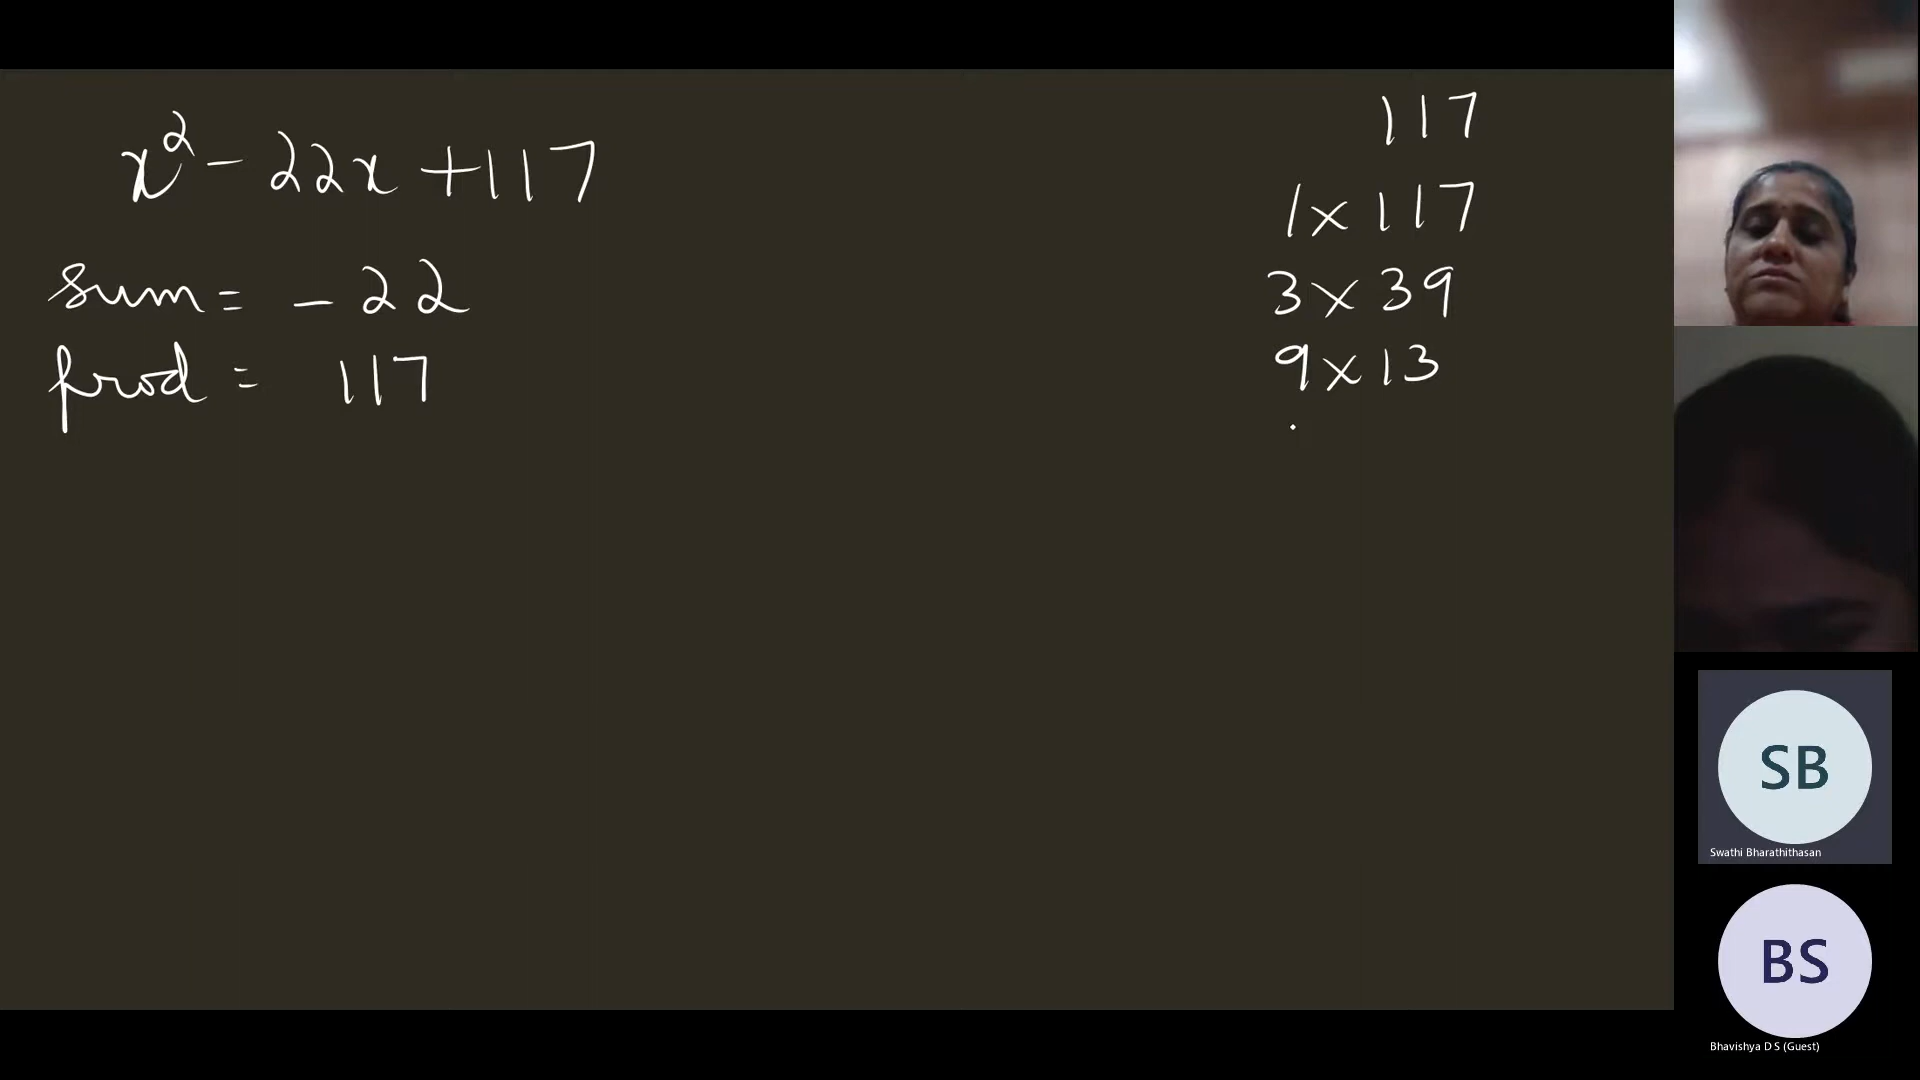 x² - 22x + 117
sum = - 22
prod = 117
117
1 x 117
3 x 39
9 x 13
SB
Swathi Bharathithasan
BS
Bhavishya D S (Guest)